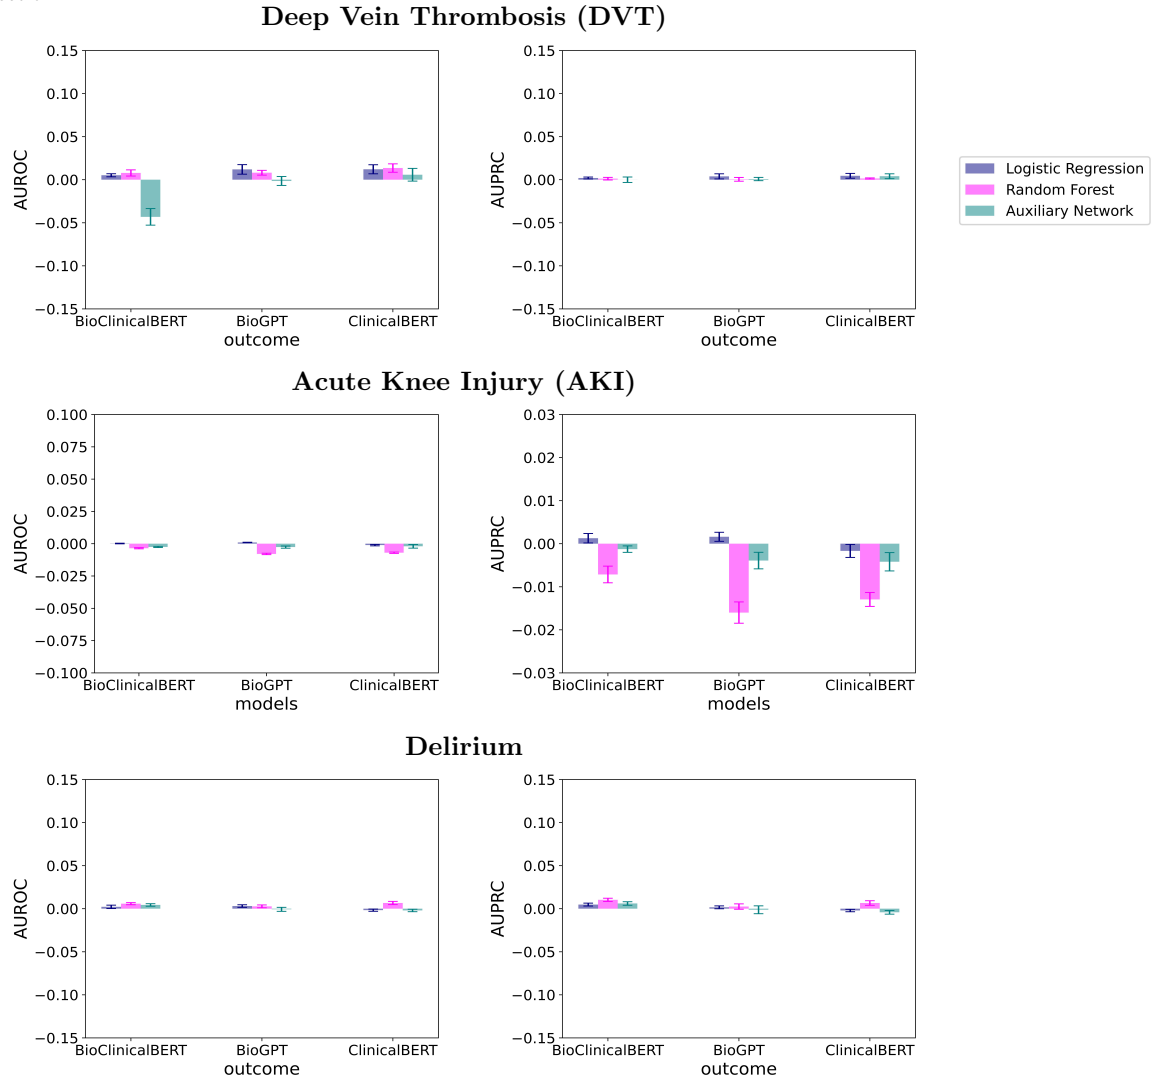 Deep Vein Thrombosis (DVT)
0.15
0.10
0.05
0.00
−0.05
−0.10
−0.15
AUROC
BioClinicalBERT BioGPT ClinicalBERT
outcome
0.15
0.10
0.05
0.00
−0.05
−0.10
−0.15
AUPRC
BioClinicalBERT BioGPT ClinicalBERT
outcome
Logistic Regression
Random Forest
Auxiliary Network
Acute Knee Injury (AKI)
0.100
0.075
0.050
0.025
0.000
−0.025
−0.050
−0.075
−0.100
AUROC
BioClinicalBERT BioGPT ClinicalBERT
models
0.03
0.02
0.01
0.00
−0.01
−0.02
−0.03
AUPRC
BioClinicalBERT BioGPT ClinicalBERT
models
Delirium
0.15
0.10
0.05
0.00
−0.05
−0.10
−0.15
AUROC
BioClinicalBERT BioGPT ClinicalBERT
outcome
0.15
0.10
0.05
0.00
−0.05
−0.10
−0.15
AUPRC
BioClinicalBERT BioGPT ClinicalBERT
outcome